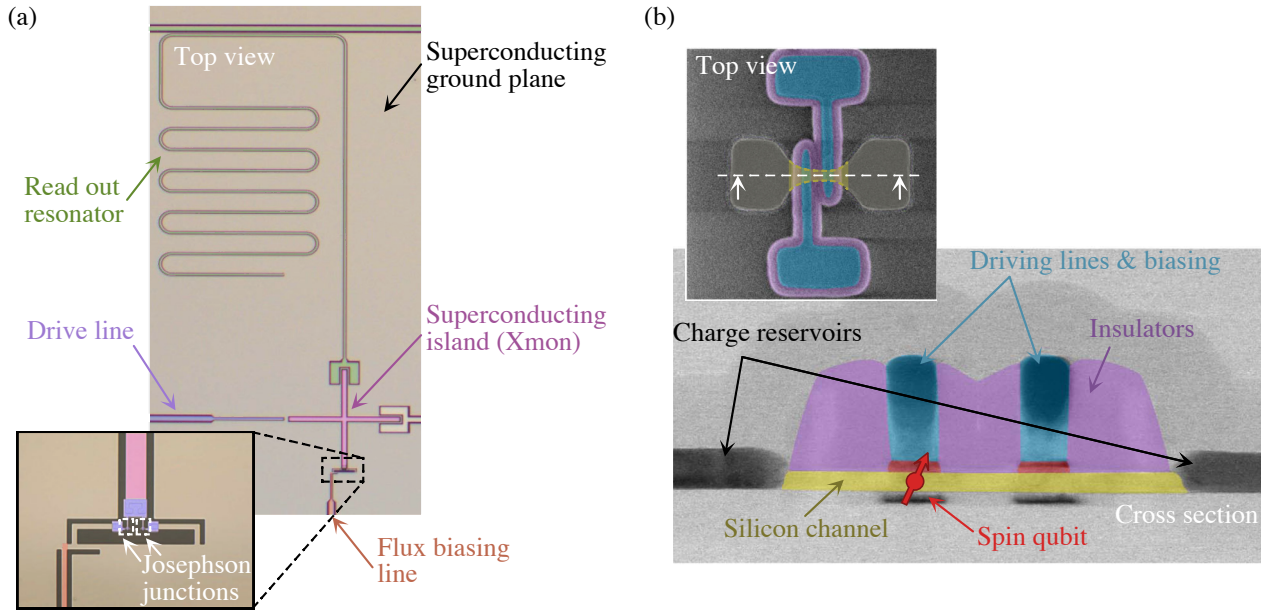 (a)
Top view
Superconducting
ground plane
Read out
resonator
Drive line
Superconducting
island (Xmon)
Josephson
junctions
Flux biasing
line
(b)
Top view
Driving lines & biasing
Charge reservoirs
Insulators
Silicon channel
Spin qubit
Cross section